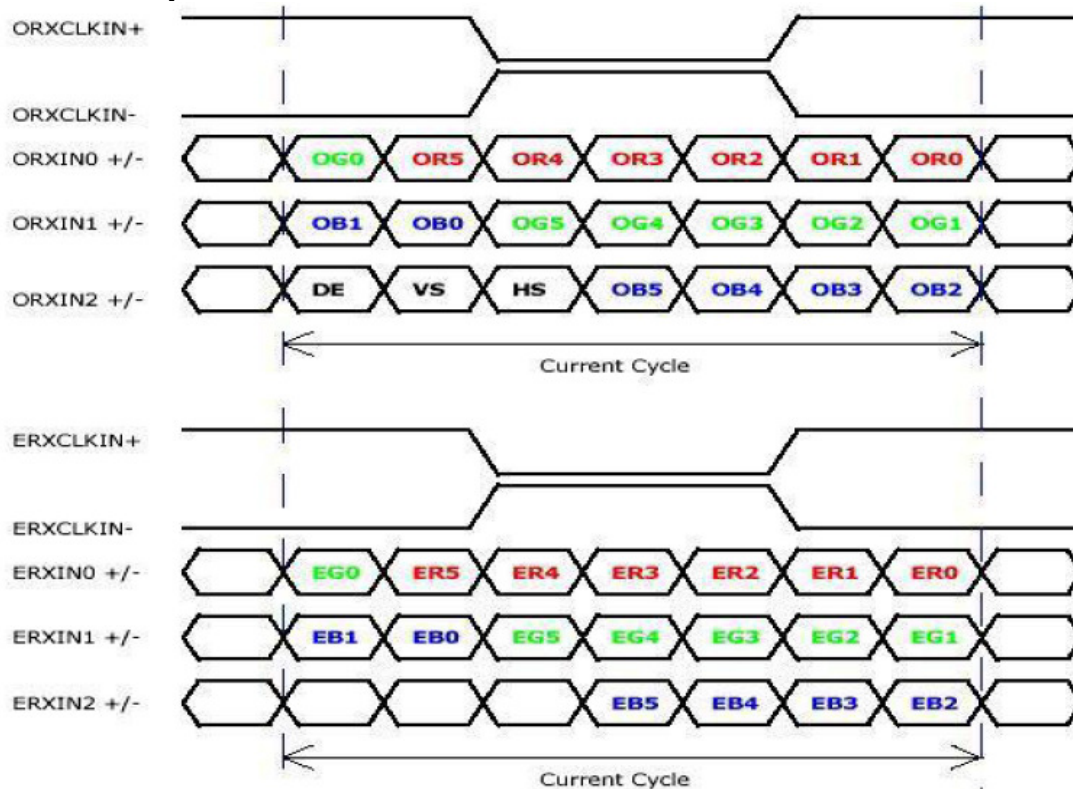 ORXCLKIN+
ORXCLKIN-
ORXIN0 +/- OG0 OR5 OR4 OR3 OR2 OR1 OR0
ORXIN1 +/- OB1 OB0 OG5 OG4 OG3 OG2 OG1
ORXIN2 +/- DE VS HS OB5 OB4 OB3 OB2
Current Cycle
ERXCLKIN+
ERXCLKIN-
ERXIN0 +/- EG0 ER5 ER4 ER3 ER2 ER1 ER0
ERXIN1 +/- EB1 EB0 EG5 EG4 EG3 EG2 EG1
ERXIN2 +/- EB5 EB4 EB3 EB2
Current Cycle